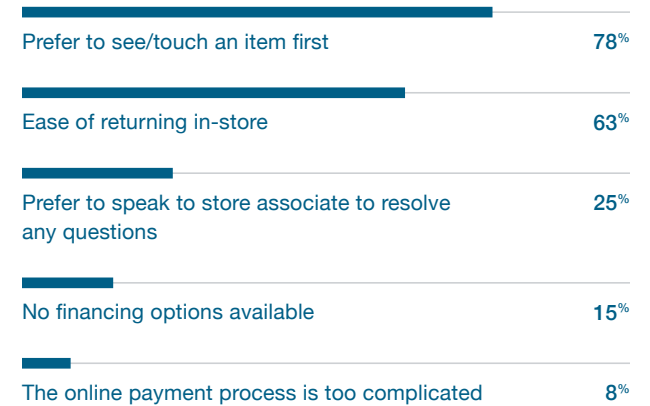 Prefer to see/touch an item first 78%
Ease of returning in-store 63%
Prefer to speak to store associate to resolve 25%
any questions
No financing options available 15%
The online payment process is too complicated 8%